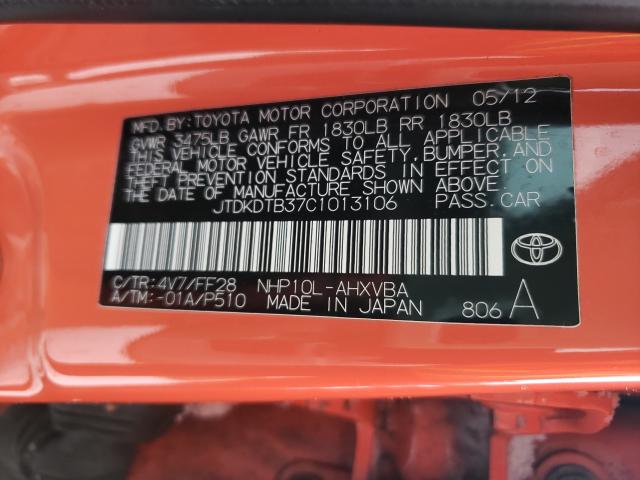 MFD.BY:TOYOTA MOTOR CORPORATION 05/12
GVWR 3475LB GAWR FR 1830LB RR 1830LB
THIS VEHICLE CONFORMS TO ALL APPLICABLE
FEDERAL MOTOR VEHICLE SAFETY,BUMPER,AND
THEFT PREVENTION STANDARDS IN EFFECT ON
THE DATE OF MANUFACTURE SHOWN ABOVE.
JTDKDTB37C1013106 PASS.CAR
C/TR:4V7/FF28 NHP10L-AHXVBA
A/TM:-01A/P510 MADE IN JAPAN 806 A